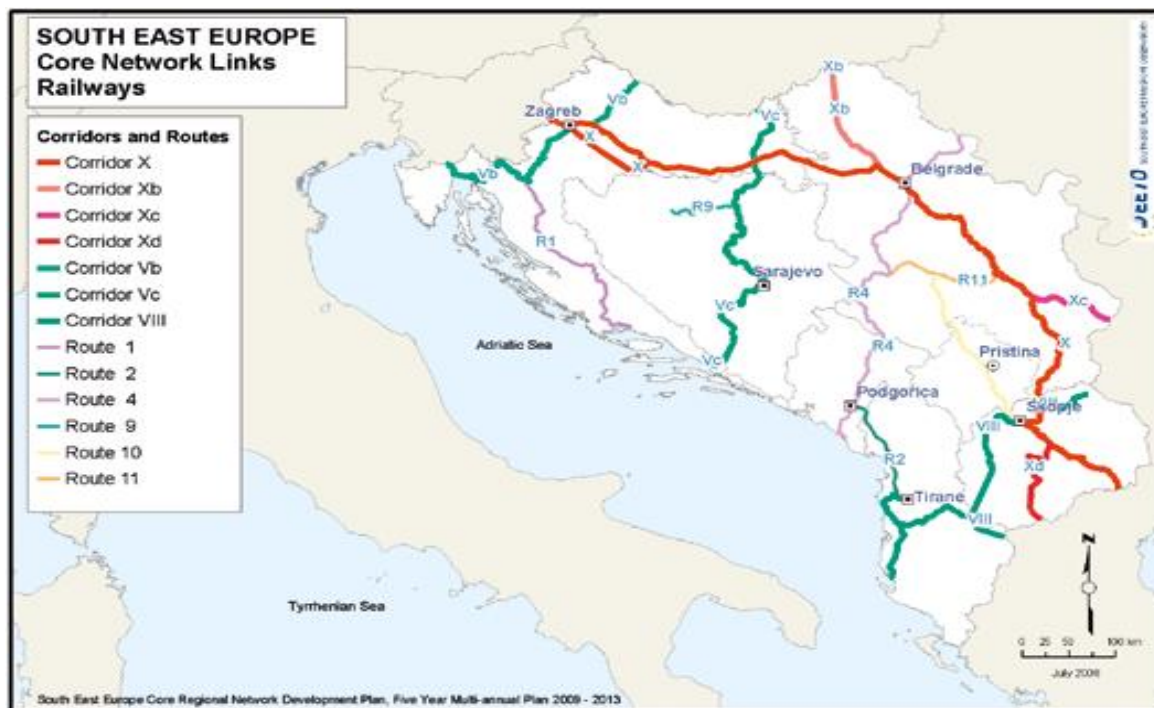 SOUTH EAST EUROPE
Core Network Links
Railways
Corridors and Routes
Corridor X
Corridor Xb
Corridor Xc
Corridor Xd
Corridor Vb
Corridor Vc
Corridor VIII
Route 1
Route 2
Route 4
Route 9
Route 10
Route 11
Xb
Xb
Vb
Vc
Zagreb
X
X
Vb
Belgrade
R9
R1
Sarajevo
R11
R4
Vc
Xc
Adriatic Sea
R4
X
Pristina
Vc
Podgorica
Skopje
VIII
R2
Xd
Tirane
VIII
Tyrrhenian Sea
N
0 25 50 100 km
South East Europe Core Regional Network Development Plan, Five Year Multi-annual Plan 2009 - 2013